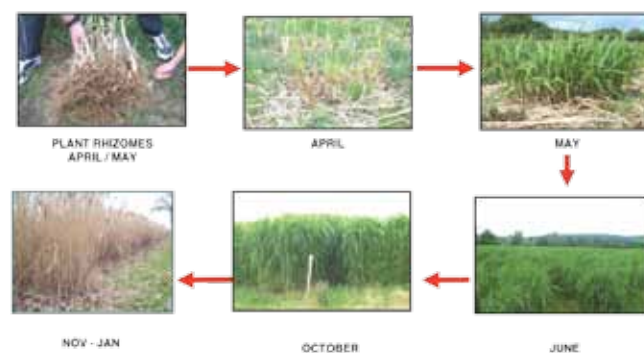 PLANT RHIZOMES
APRIL / MAY
APRIL
MAY
JUNE
OCTOBER
NOV - JAN